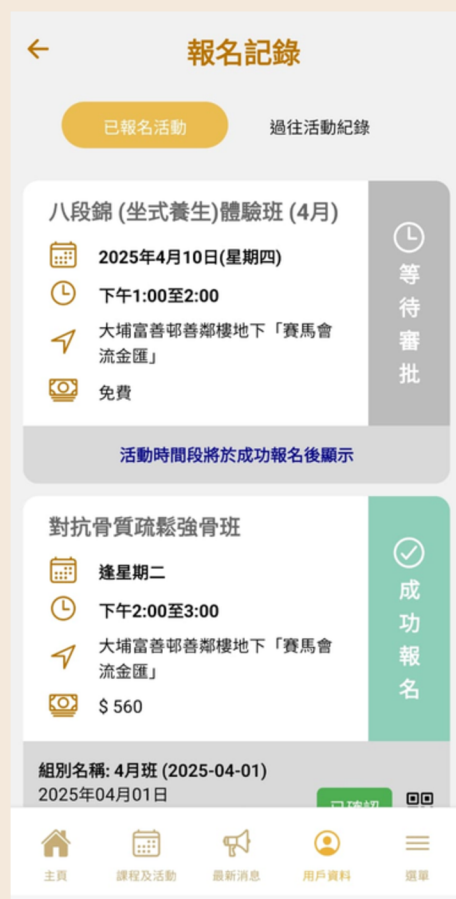 報名記錄
已報名活動
過往活動紀錄
八段錦 (坐式養生)體驗班 (4月)
2025年4月10日(星期四)
下午1:00至2:00
大埔富善邨善鄰樓地下「賽馬會
流金匯」
免費
等待審批
活動時間段將於成功報名後顯示
對抗骨質疏鬆強骨班
逢星期二
下午2:00至3:00
大埔富善邨善鄰樓地下「賽馬會
流金匯」
$ 560
成功報名
組別名稱: 4月班 (2025-04-01)
2025年04月01日
已確認
主頁
課程及活動
最新消息
用戶資料
選單